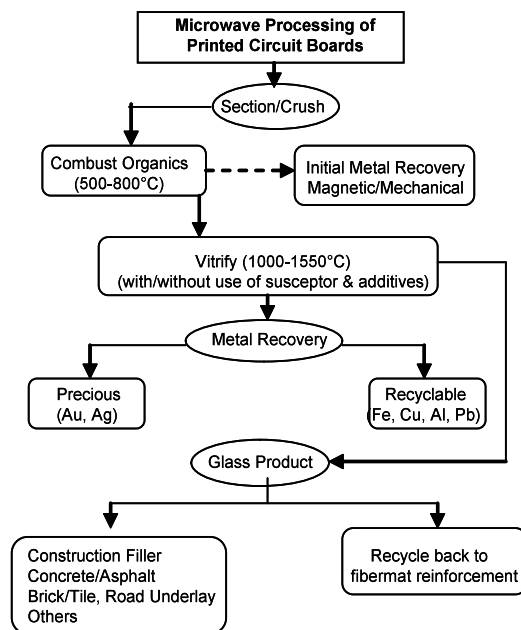 Microwave Processing of
Printed Circuit Boards
Section/Crush
Combust Organics
(500-800°C)
Initial Metal Recovery
Magnetic/Mechanical
Vitrify (1000-1550°C)
(with/without use of susceptor & additives)
Metal Recovery
Precious
(Au, Ag)
Recyclable
(Fe, Cu, Al, Pb)
Glass Product
Construction Filler
Concrete/Asphalt
Brick/Tile, Road Underlay
Others
Recycle back to
fibermat reinforcement